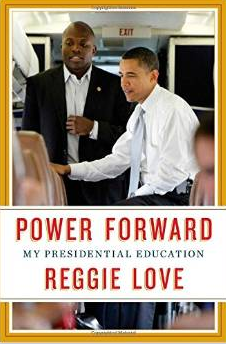 EXIT
POWER FORWARD
MY PRESIDENTIAL EDUCATION
REGGIE LOVE